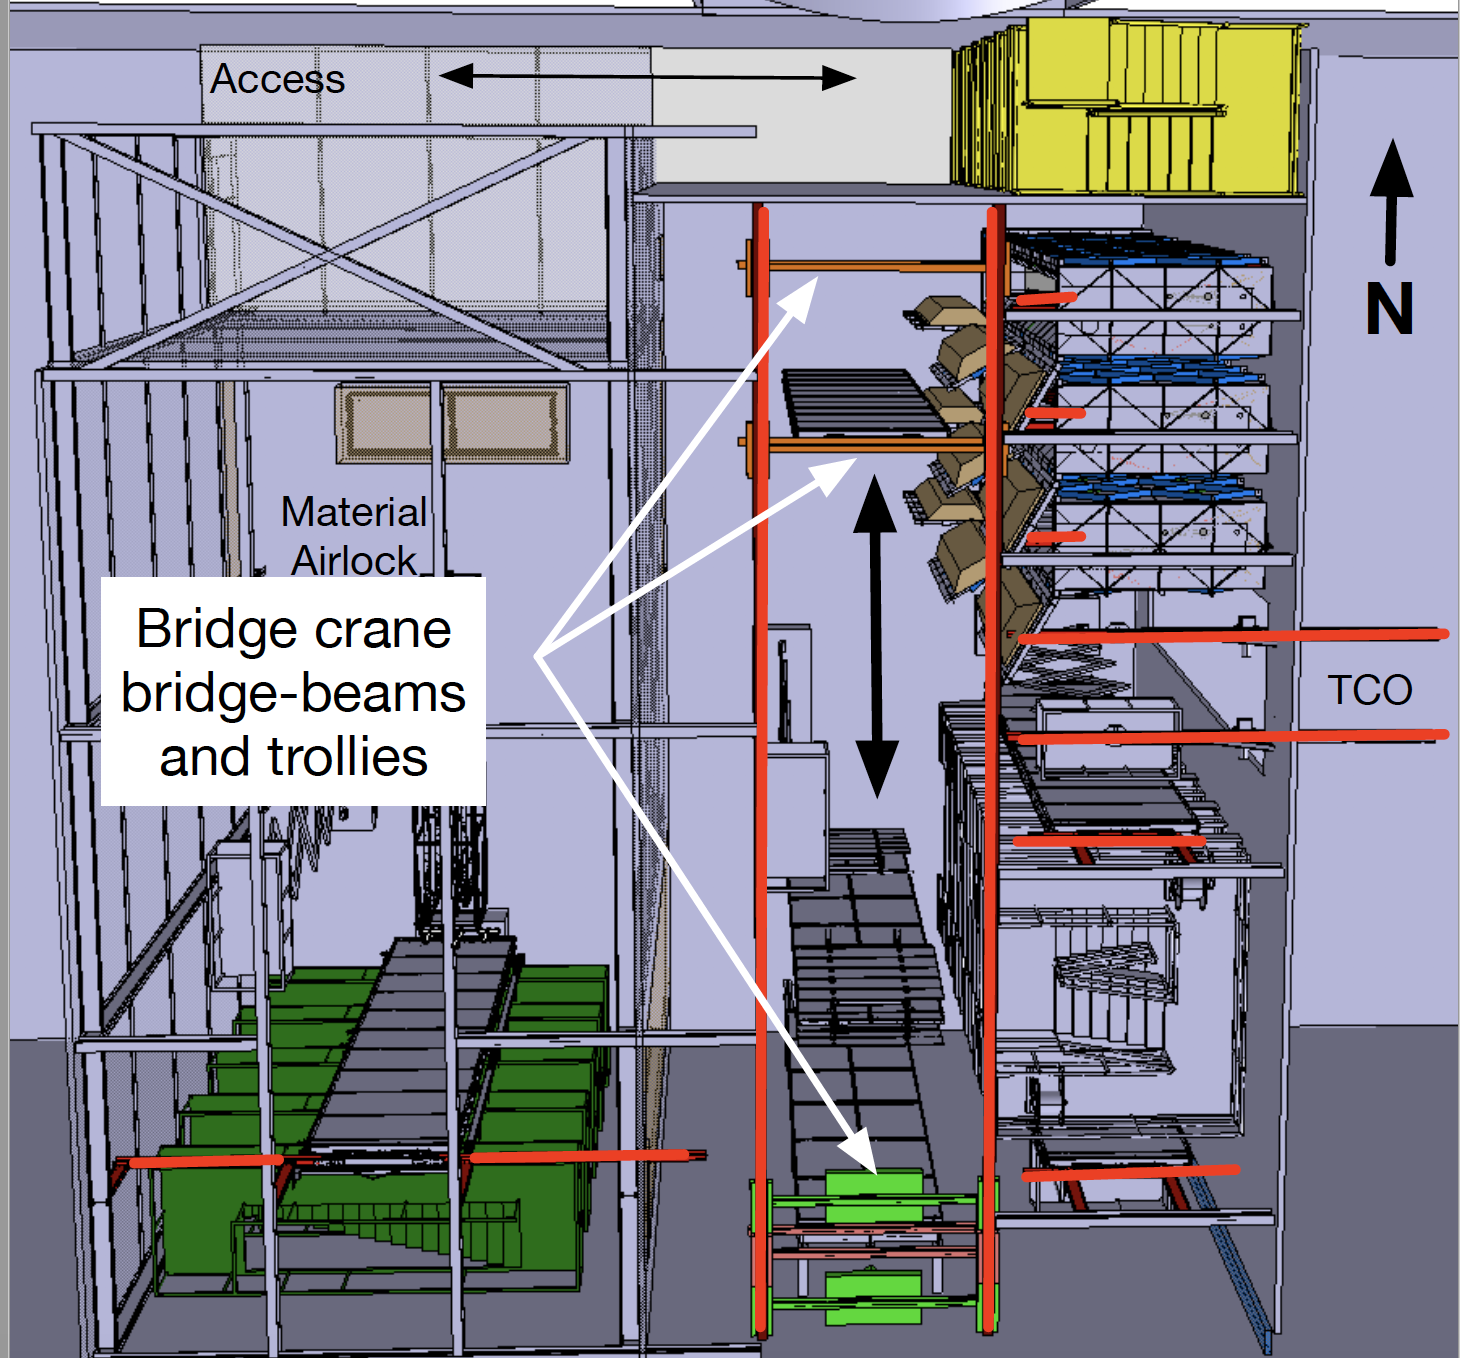 Access
N
Material
Airlock
Bridge crane
bridge-beams
and trollies
TCO